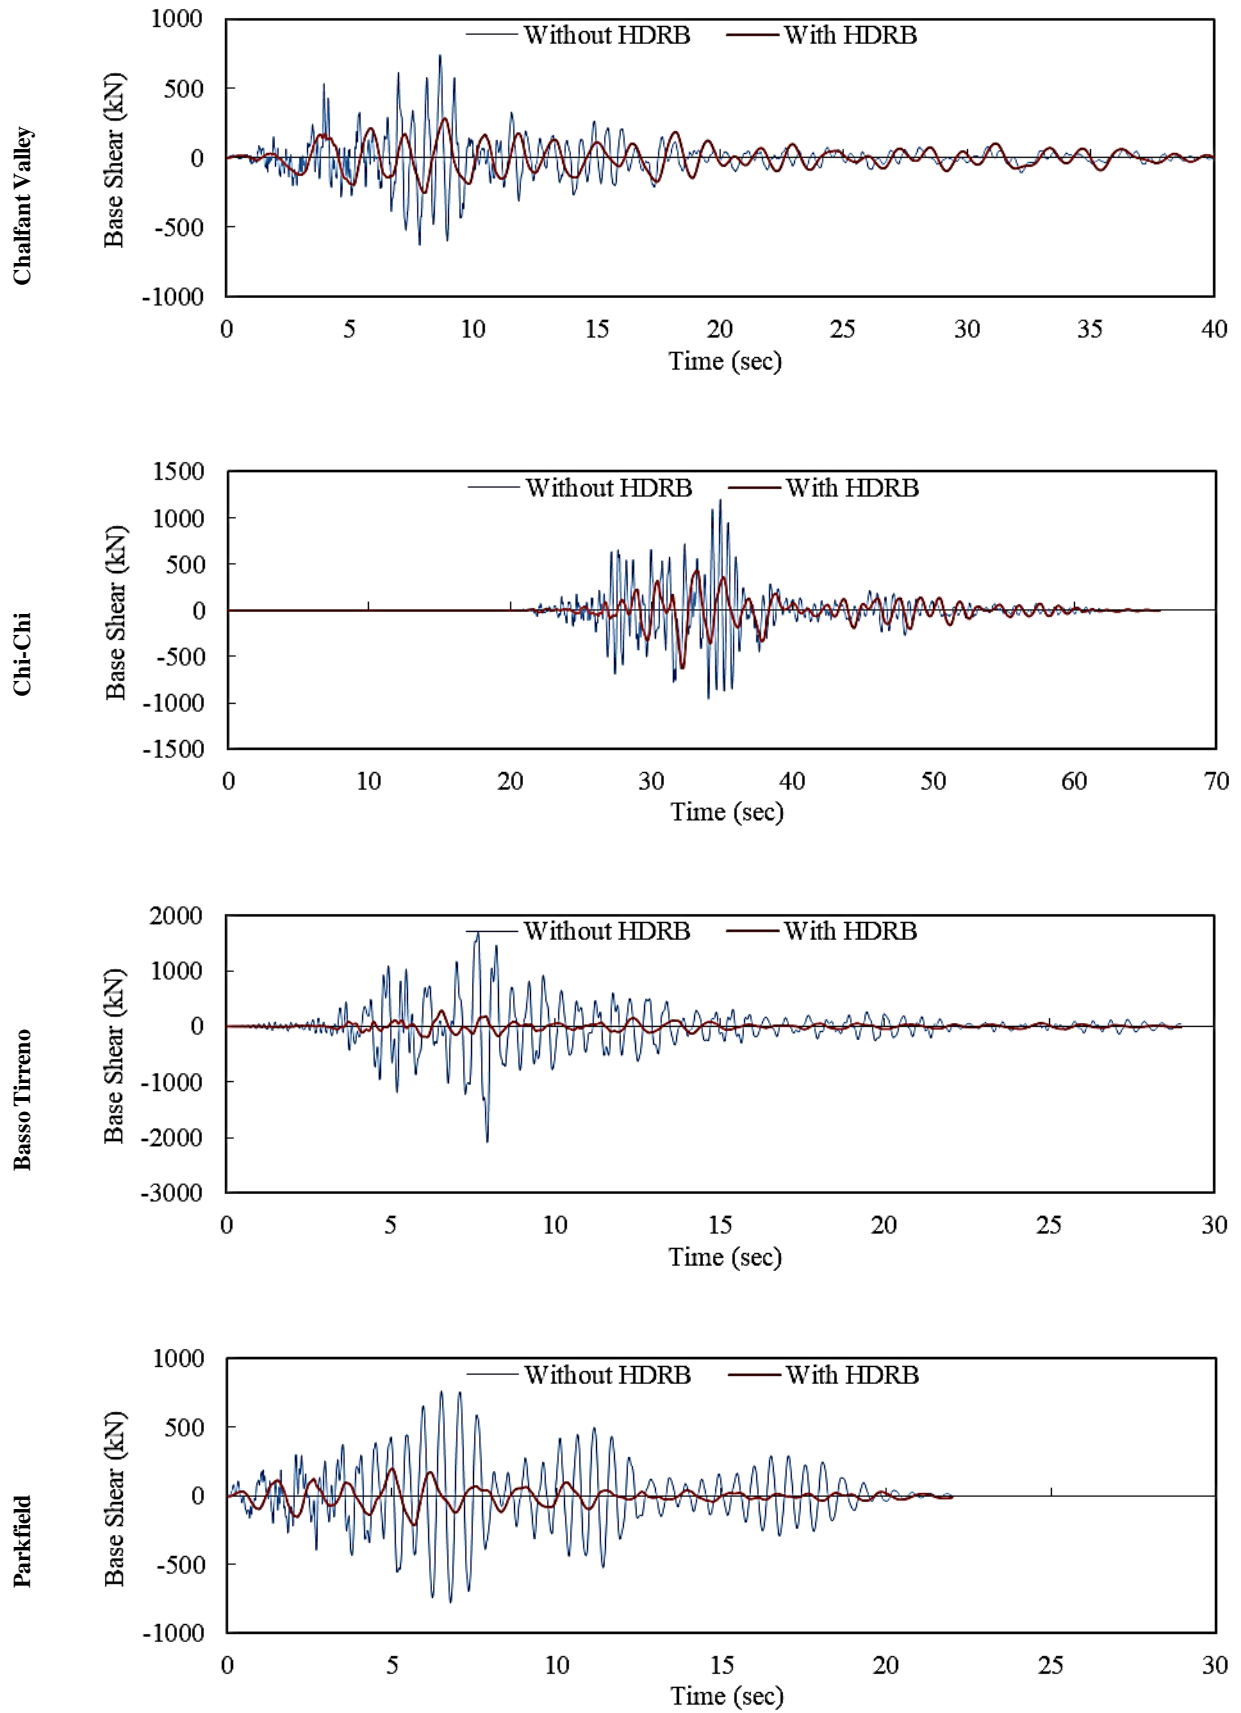 Chalfant Valley
Base Shear (kN)
Without HDRB With HDRB
1000
500
0
-500
-1000
0 5 10 15 20 25 30 35 40
Time (sec)
Chi-Chi
Base Shear (kN)
Without HDRB With HDRB
1500
1000
500
0
-500
-1000
-1500
0 10 20 30 40 50 60 70
Time (sec)
Basso Tirreno
Base Shear (kN)
Without HDRB With HDRB
2000
1000
0
-1000
-2000
-3000
0 5 10 15 20 25 30
Time (sec)
Parkfield
Base Shear (kN)
Without HDRB With HDRB
1000
500
0
-500
-1000
0 5 10 15 20 25 30
Time (sec)